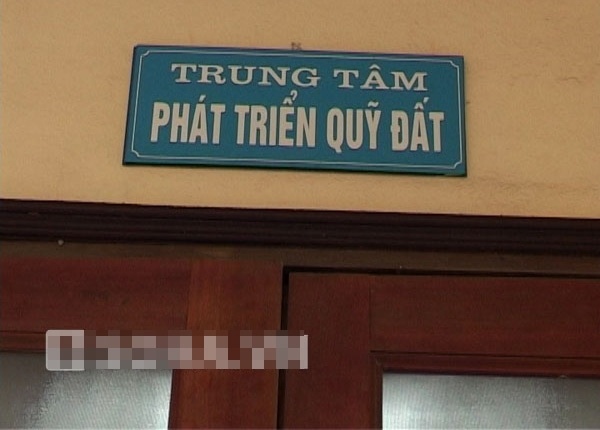 TRUNG TÂM
PHÁT TRIỂN QUỸ ĐẤT